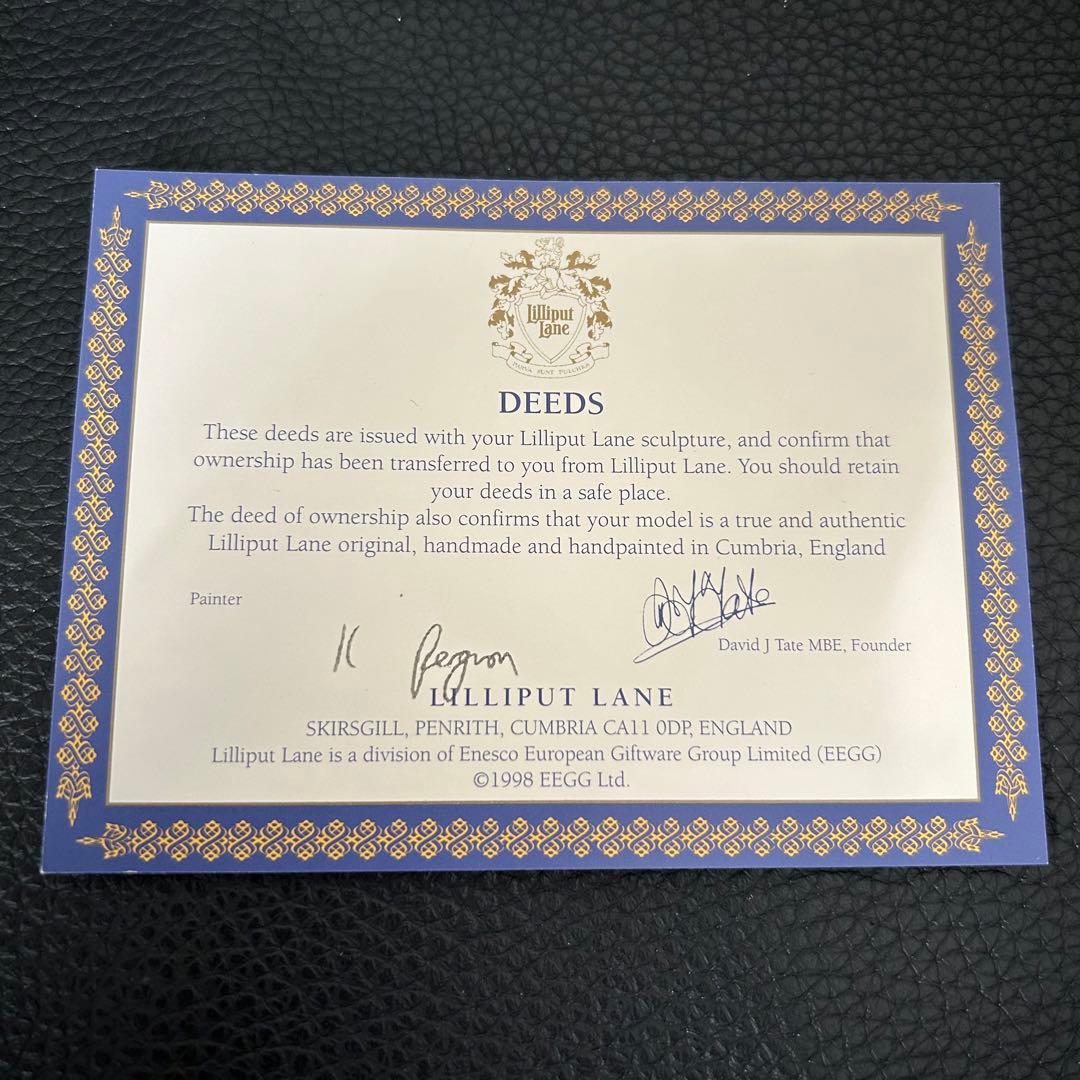 Lilliput
Lane
PARVA SUNT PULCHRA
DEEDS
These deeds are issued with your Lilliput Lane sculpture, and confirm that
ownership has been transferred to you from Lilliput Lane. You should retain
your deeds in a safe place.
The deed of ownership also confirms that your model is a true and authentic
Lilliput Lane original, handmade and handpainted in Cumbria, England
Painter
David J Tate MBE, Founder
LILLIPUT LANE
SKIRSGILL, PENRITH, CUMBRIA CA11 0DP, ENGLAND
Lilliput Lane is a division of Enesco European Giftware Group Limited (EEGG)
©1998 EEGG Ltd.